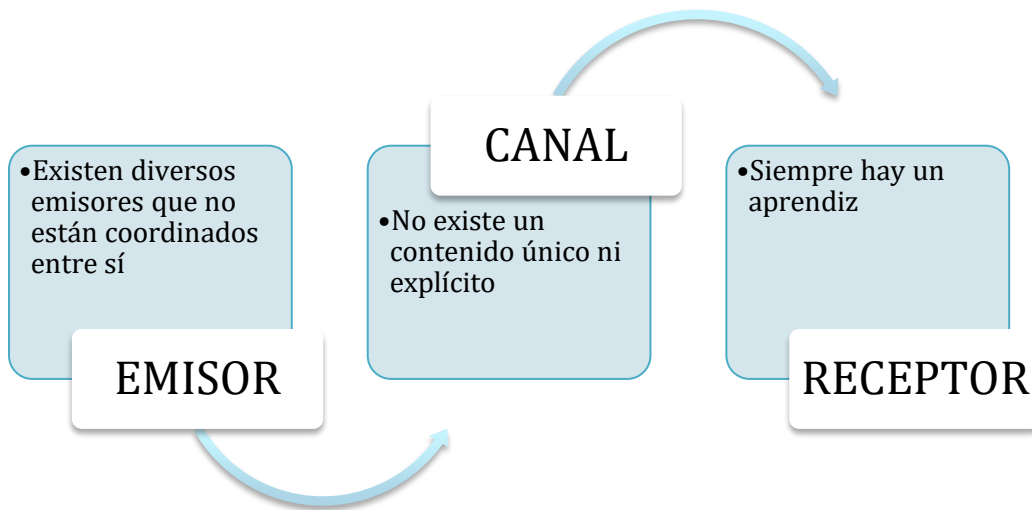 •Existen diversos
emisores que no
están coordinados
entre sí
EMISOR
CANAL
•No existe un
contenido único ni
explícito
•Siempre hay un
aprendiz
RECEPTOR